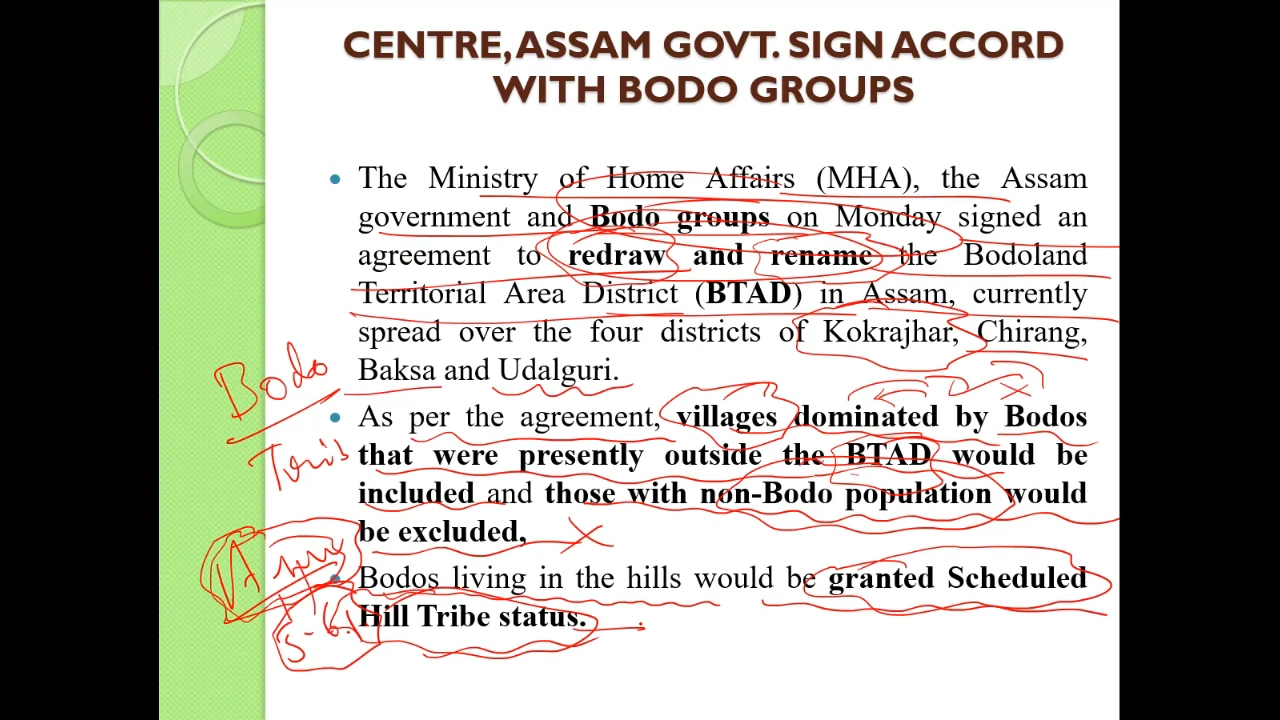 CENTRE, ASSAM GOVT. SIGN ACCORD
WITH BODO GROUPS
The Ministry of Home Affairs (MHA), the Assam
government and Bodo groups on Monday signed an
agreement to redraw and rename the Bodoland
Territorial Area District (BTAD) in Assam, currently
spread over the four districts of Kokrajhar, Chirang,
Baksa and Udalguri.
As per the agreement, villages dominated by Bodos
that were presently outside the BTAD would be
included and those with non-Bodo population would
be excluded,
Bodos living in the hills would be granted Scheduled
Hill Tribe status.
Bodo